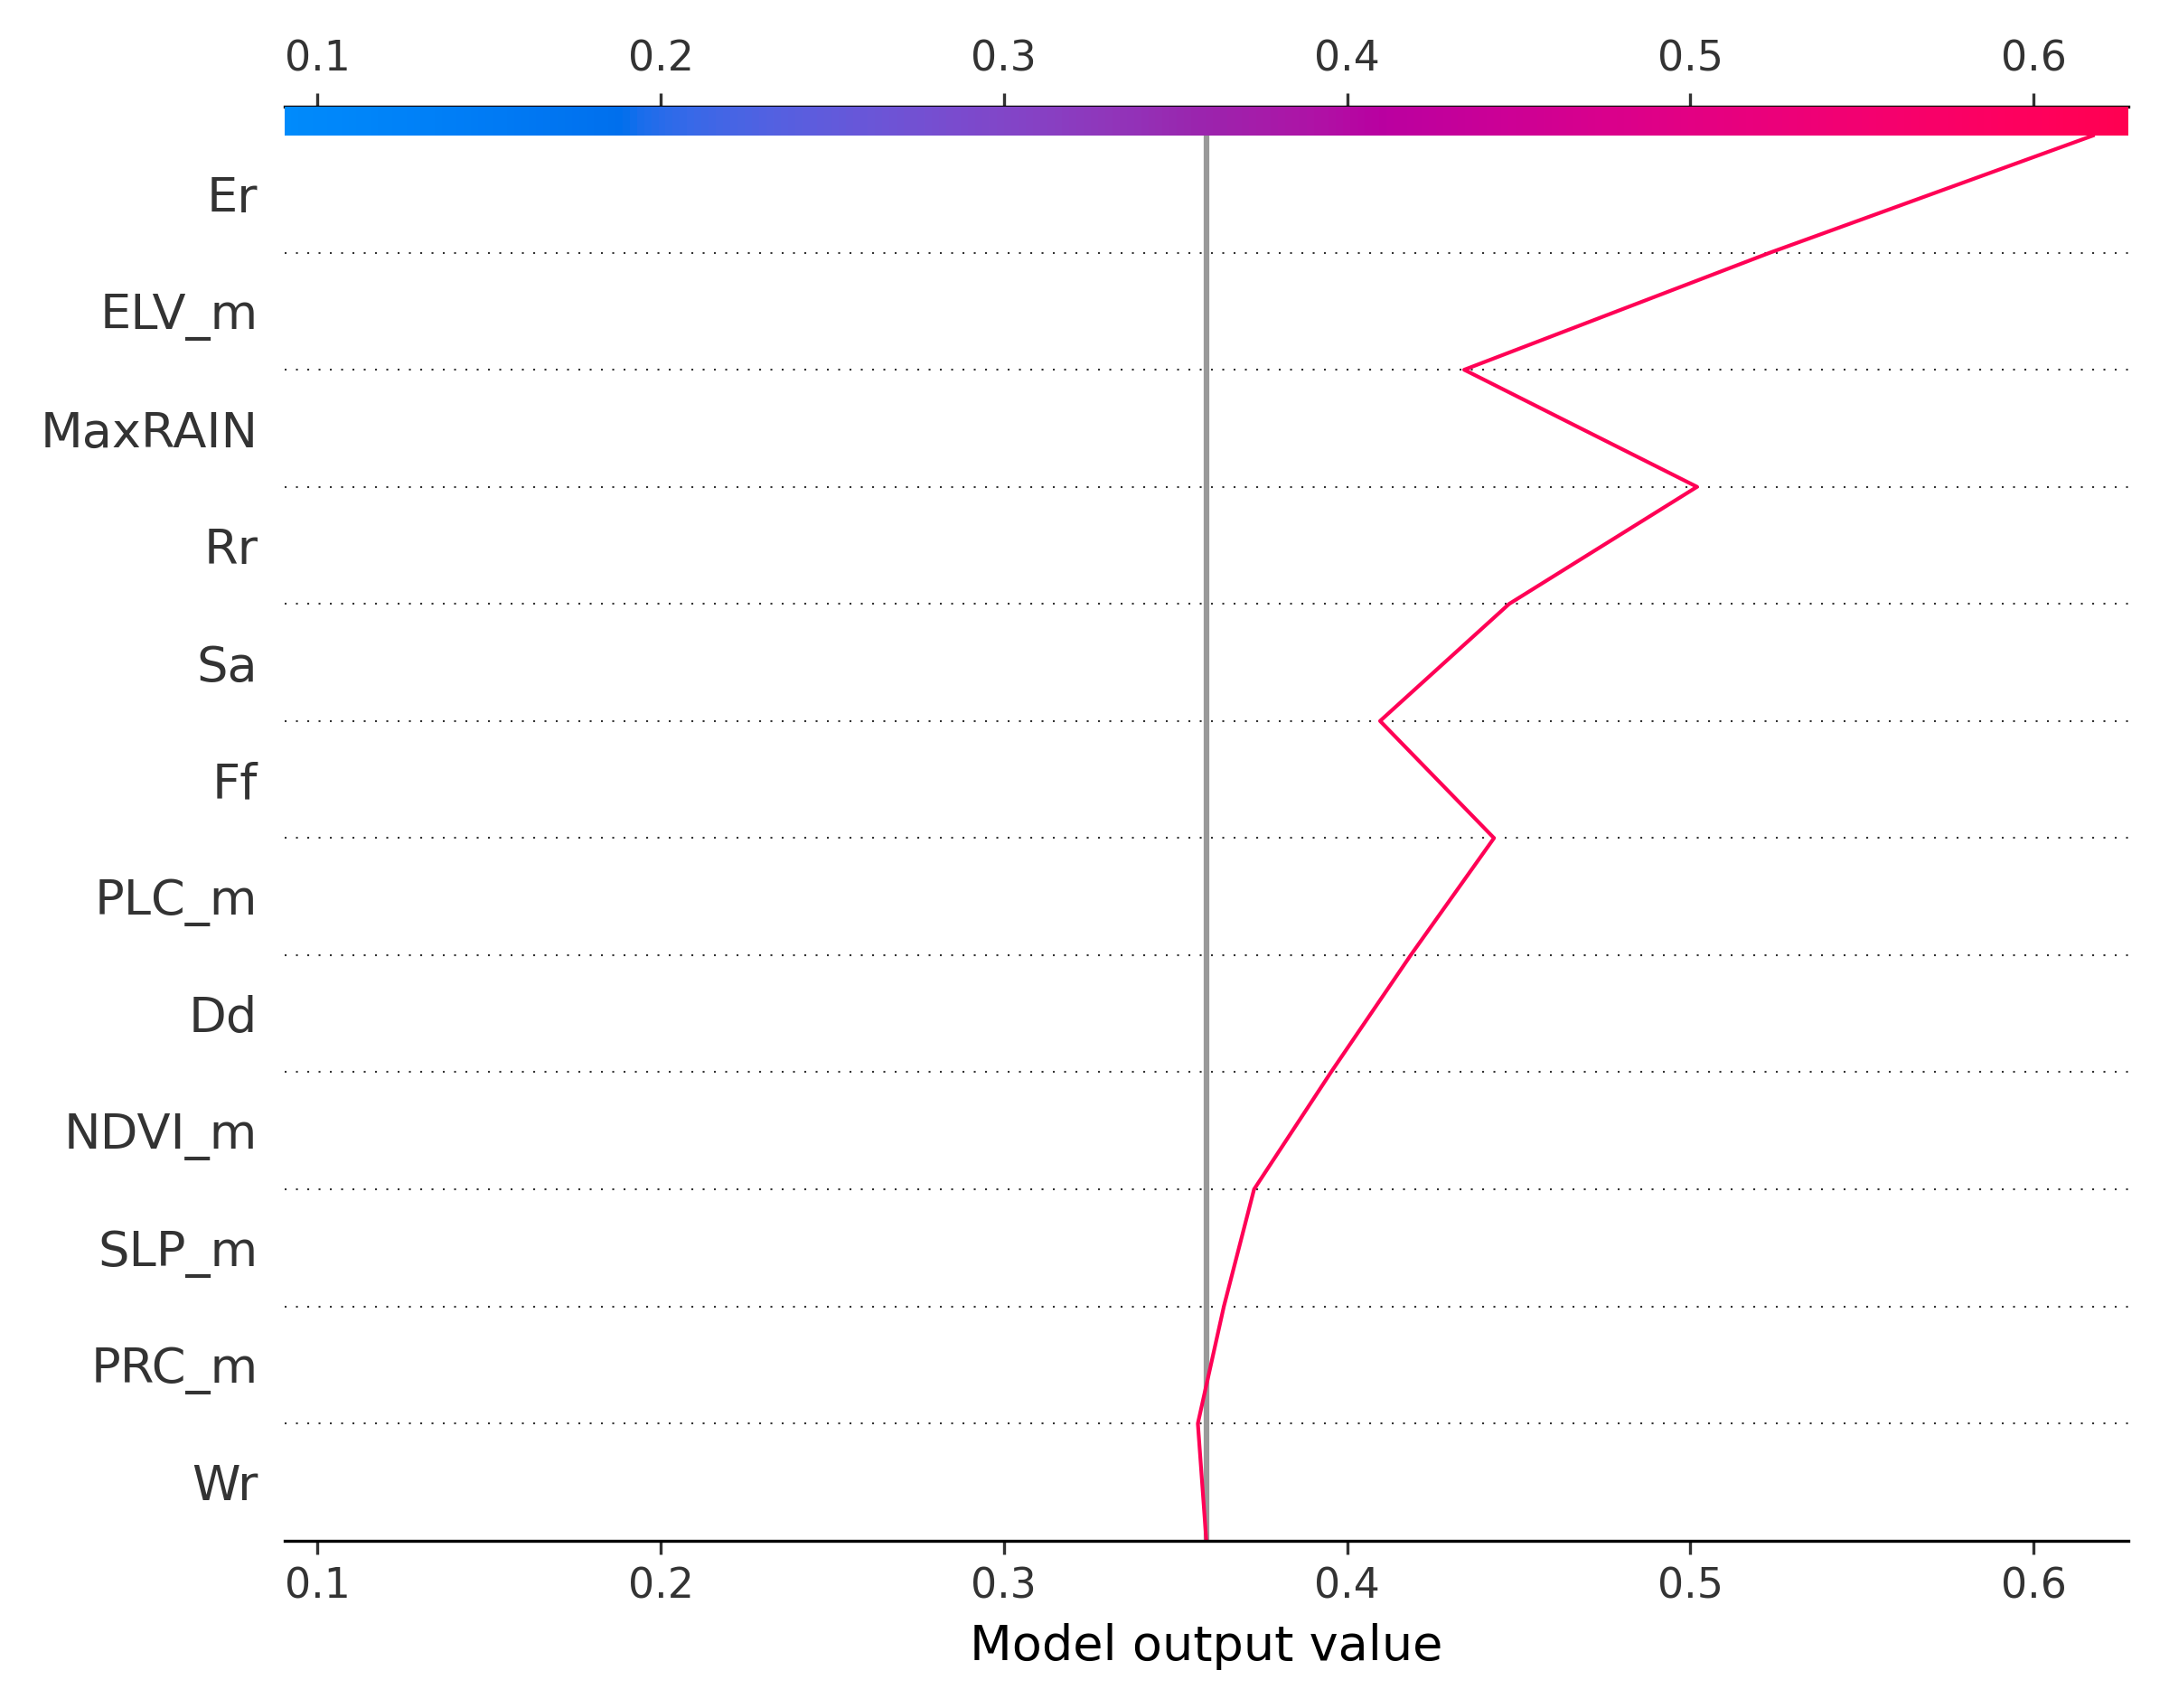 0.1 0.2 0.3 0.4 0.5 0.6
Er
ELV_m
MaxRAIN
Rr
Sa
Ff
PLC_m
Dd
NDVI_m
SLP_m
PRC_m
Wr
0.1 0.2 0.3 0.4 0.5 0.6
Model output value